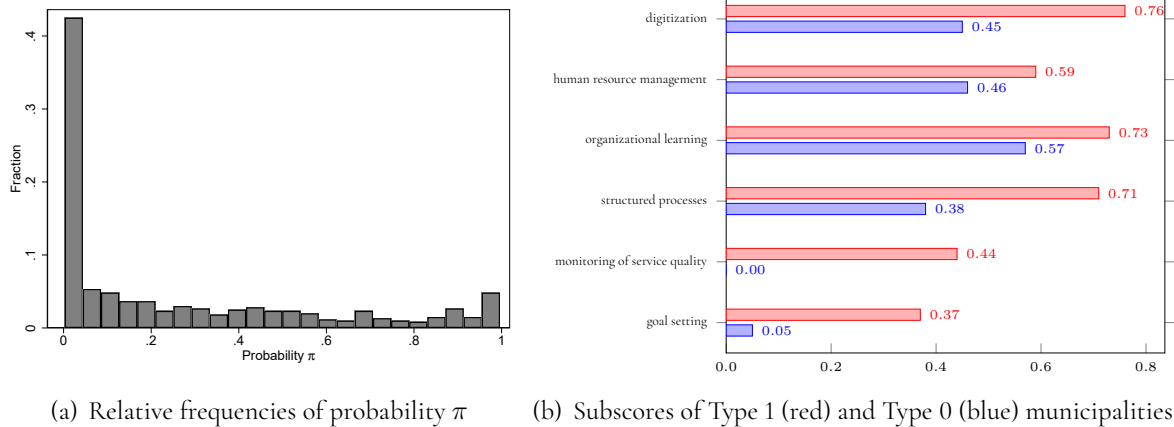 .4
.3
.2
.1
0
Fraction
0 .2 .4 .6 .8 1
Probability π
(a) Relative frequencies of probability π
digitization 0.76
0.45
human resource management 0.59
0.46
organizational learning 0.73
0.57
structured processes 0.71
0.38
monitoring of service quality 0.44
0.00
goal setting 0.37
0.05
0.0 0.2 0.4 0.6 0.8
(b) Subscores of Type 1 (red) and Type 0 (blue) municipalities